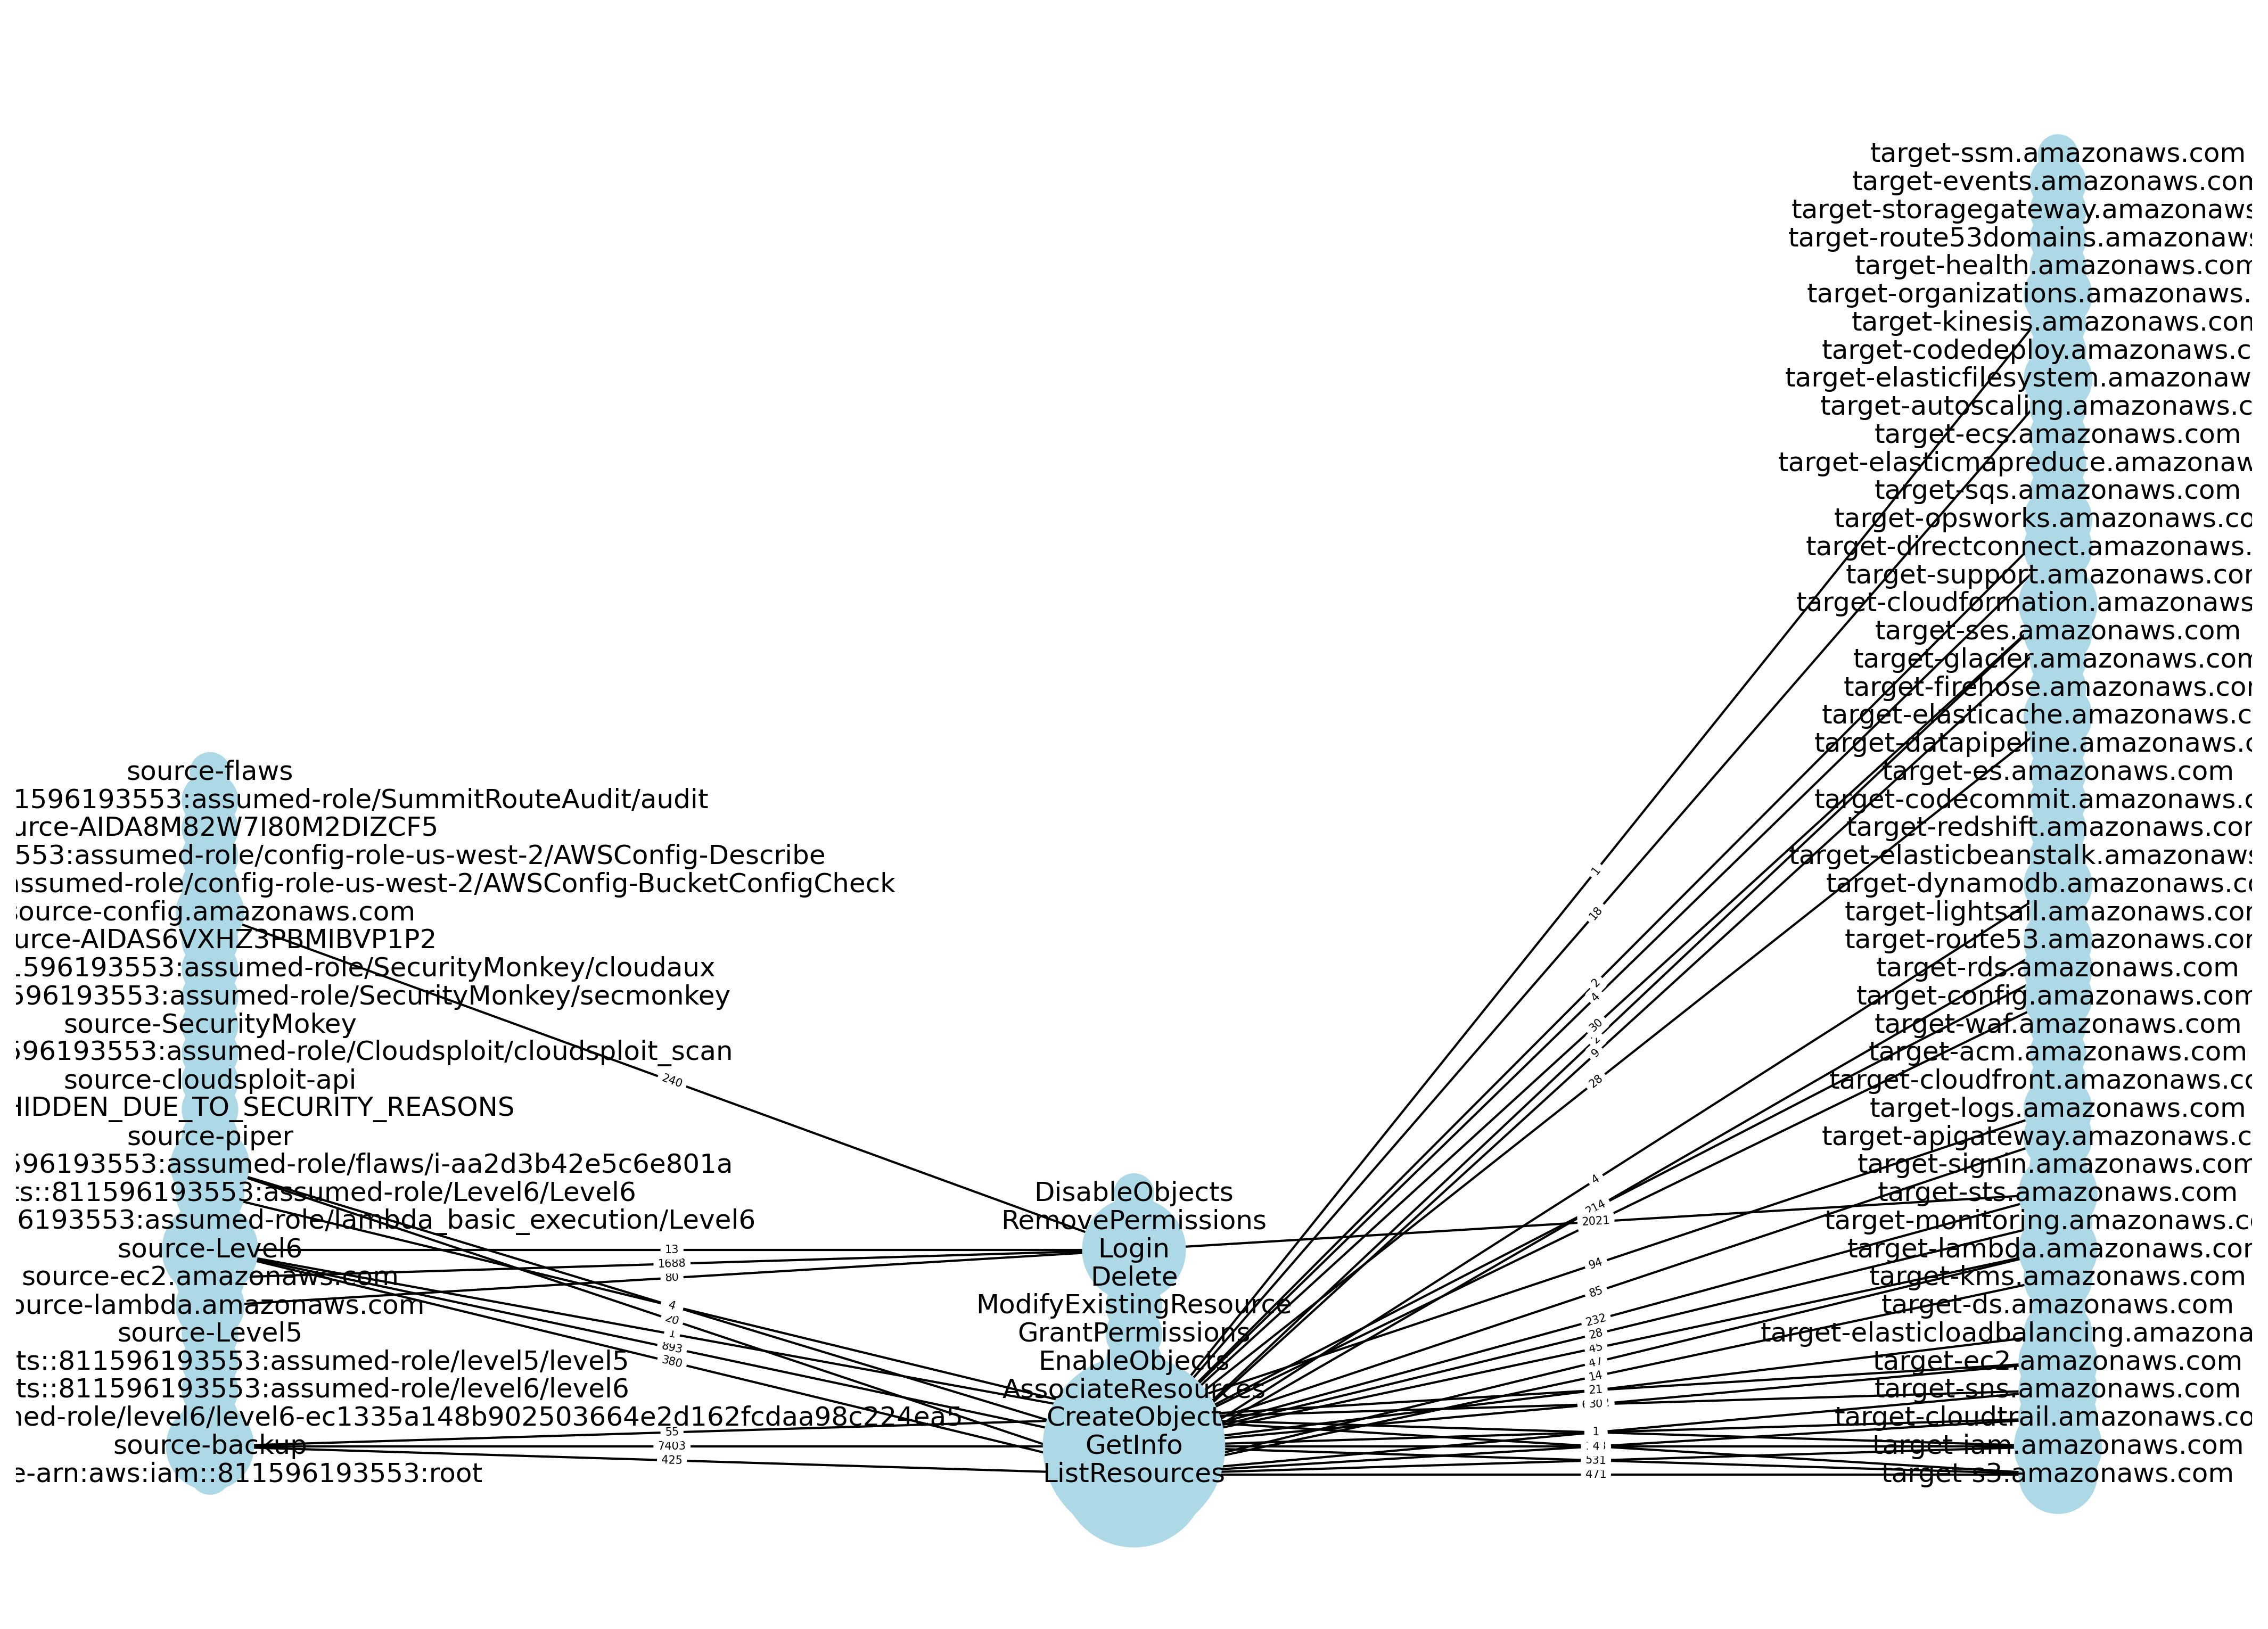 source-flaws
1596193553:assumed-role/SummitRouteAudit/audit
urce-AIDA8M82W7I80M2DIZCF5
553:assumed-role/config-role-us-west-2/AWSConfig-Describe
assumed-role/config-role-us-west-2/AWSConfig-BucketConfigCheck
source-config.amazonaws.com
urce-AIDAS6VXHZ3PBMIBVP1P2
1596193553:assumed-role/SecurityMonkey/cloudaux
596193553:assumed-role/SecurityMonkey/secmonkey
source-SecurityMokey
596193553:assumed-role/Cloudsploit/cloudsploit_scan
source-cloudsploit-api
HIDDEN_DUE_TO_SECURITY_REASONS
source-piper
596193553:assumed-role/flaws/i-aa2d3b42e5c6e801a
ts::811596193553:assumed-role/Level6/Level6
6193553:assumed-role/lambda_basic_execution/Level6
source-Level6
source-ec2.amazonaws.com
source-lambda.amazonaws.com
source-Level5
ts::811596193553:assumed-role/level5/level5
ts::811596193553:assumed-role/level6/level6
ned-role/level6/level6-ec1335a148b902503664e2d162fcdaa98c224ea5
source-backup
e-arn:aws:iam::811596193553:root
240
13
1688
80
4
20
1
893
380
55
7403
425
DisableObjects
RemovePermissions
Login
Delete
ModifyExistingResource
GrantPermissions
EnableObjects
AssociateResources
CreateObject
GetInfo
ListResources
1
18
2
4
30
9
28
4
214
2021
94
85
232
28
45
47
14
21
30
1
531
471
target-ssm.amazonaws.com
target-events.amazonaws.com
target-storagegateway.amazonaws
target-route53domains.amazonaws
target-health.amazonaws.com
target-organizations.amazonaws.
target-kinesis.amazonaws.com
target-codedeploy.amazonaws.c
target-elasticfilesystem.amazonaw
target-autoscaling.amazonaws.c
target-ecs.amazonaws.com
target-elasticmapreduce.amazonaw
target-sqs.amazonaws.com
target-opsworks.amazonaws.co
target-directconnect.amazonaws.
target-support.amazonaws.com
target-cloudformation.amazonaws
target-ses.amazonaws.com
target-glacier.amazonaws.com
target-firehose.amazonaws.com
target-elasticache.amazonaws.c
target-datapipeline.amazonaws.c
target-es.amazonaws.com
target-codecommit.amazonaws.c
target-redshift.amazonaws.com
target-elasticbeanstalk.amazonaws
target-dynamodb.amazonaws.co
target-lightsail.amazonaws.com
target-route53.amazonaws.com
target-rds.amazonaws.com
target-config.amazonaws.com
target-waf.amazonaws.com
target-acm.amazonaws.com
target-cloudfront.amazonaws.co
target-logs.amazonaws.com
target-apigateway.amazonaws.c
target-signin.amazonaws.com
target-sts.amazonaws.com
target-monitoring.amazonaws.co
target-lambda.amazonaws.com
target-kms.amazonaws.com
target-ds.amazonaws.com
target-elasticloadbalancing.amazona
target-ec2.amazonaws.com
target-sns.amazonaws.com
target-cloudtrail.amazonaws.co
target-iam.amazonaws.com
target-s3.amazonaws.com